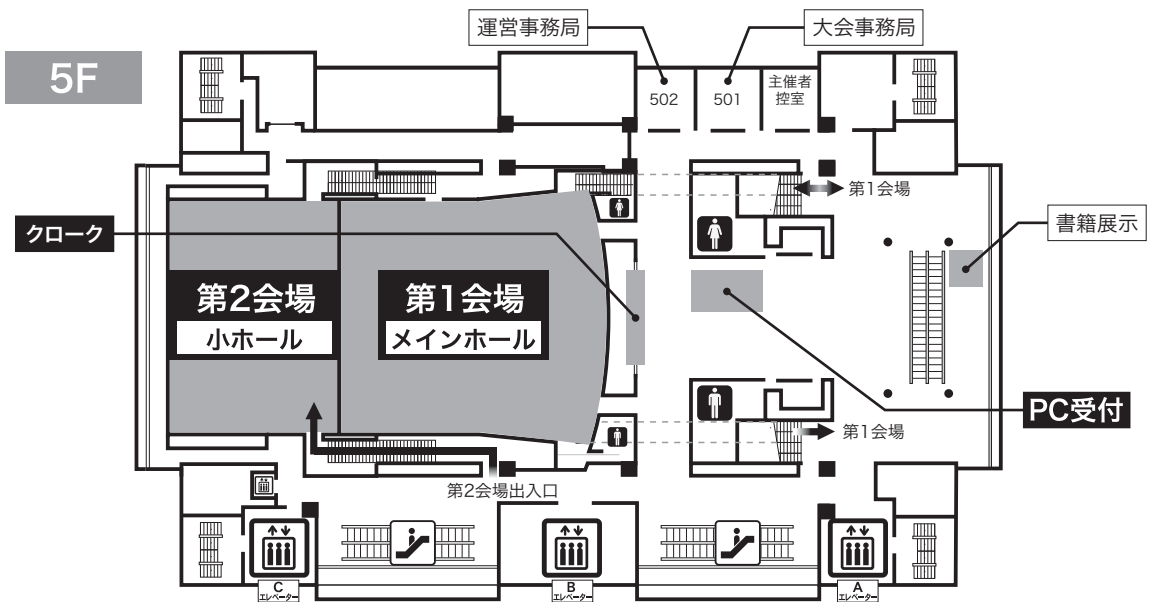 運営事務局
大会事務局
5F
502
501
主催者
控室
第1会場
書籍展示
クローク
第2会場
小ホール
第1会場
メインホール
PC受付
第1会場
第2会場出入口
C
エレベーター
B
エレベーター
A
エレベーター